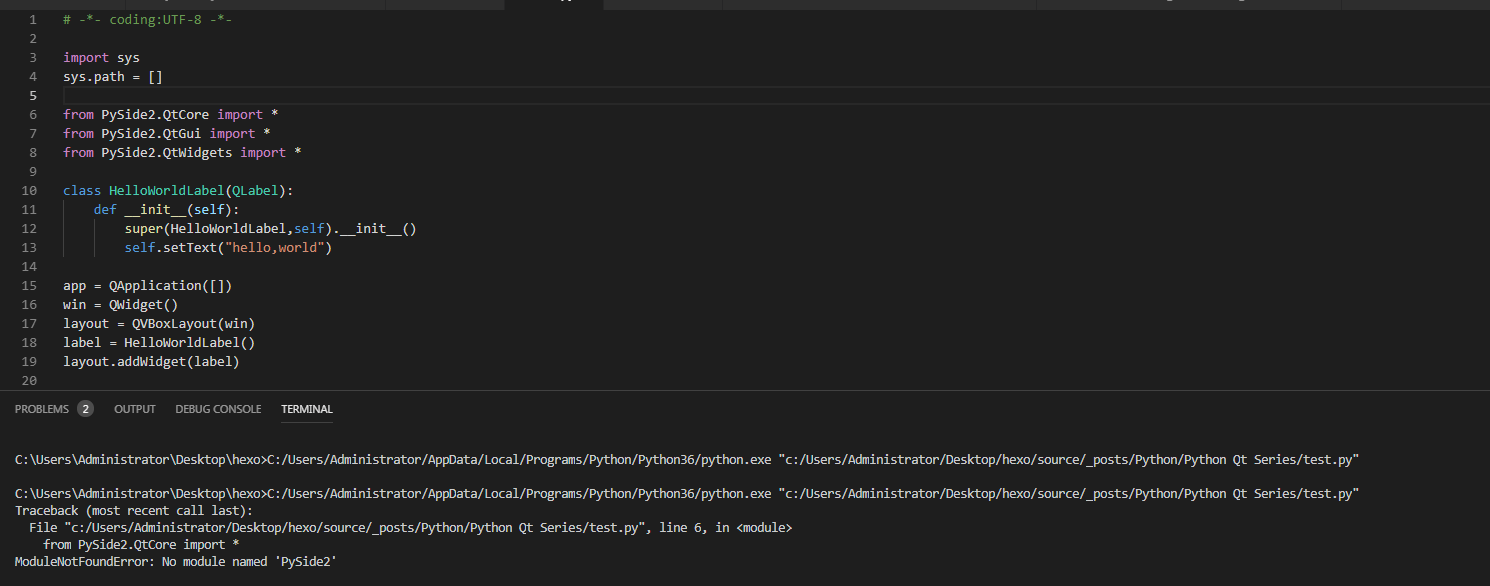 1 # -*- coding:UTF-8 -*-
2
3 import sys
4 sys.path = []
5
6 from PySide2.QtCore import *
7 from PySide2.QtGui import *
8 from PySide2.QtWidgets import *
9
10 class HelloWorldLabel(QLabel):
11     def __init__(self):
12         super(HelloWorldLabel,self).__init__()
13         self.setText("hello,world")
14
15 app = QApplication([])
16 win = QWidget()
17 layout = QVBoxLayout(win)
18 label = HelloWorldLabel()
19 layout.addWidget(label)
20
PROBLEMS 2 OUTPUT DEBUG CONSOLE TERMINAL
C:\Users\Administrator\Desktop\hexo>C:/Users/Administrator/AppData/Local/Programs/Python/Python36/python.exe "c:/Users/Administrator/Desktop/hexo/source/_posts/Python/Python Qt Series/test.py"
C:\Users\Administrator\Desktop\hexo>C:/Users/Administrator/AppData/Local/Programs/Python/Python36/python.exe "c:/Users/Administrator/Desktop/hexo/source/_posts/Python/Python Qt Series/test.py"
Traceback (most recent call last):
  File "c:/Users/Administrator/Desktop/hexo/source/_posts/Python/Python Qt Series/test.py", line 6, in <module>
    from PySide2.QtCore import *
ModuleNotFoundError: No module named 'PySide2'